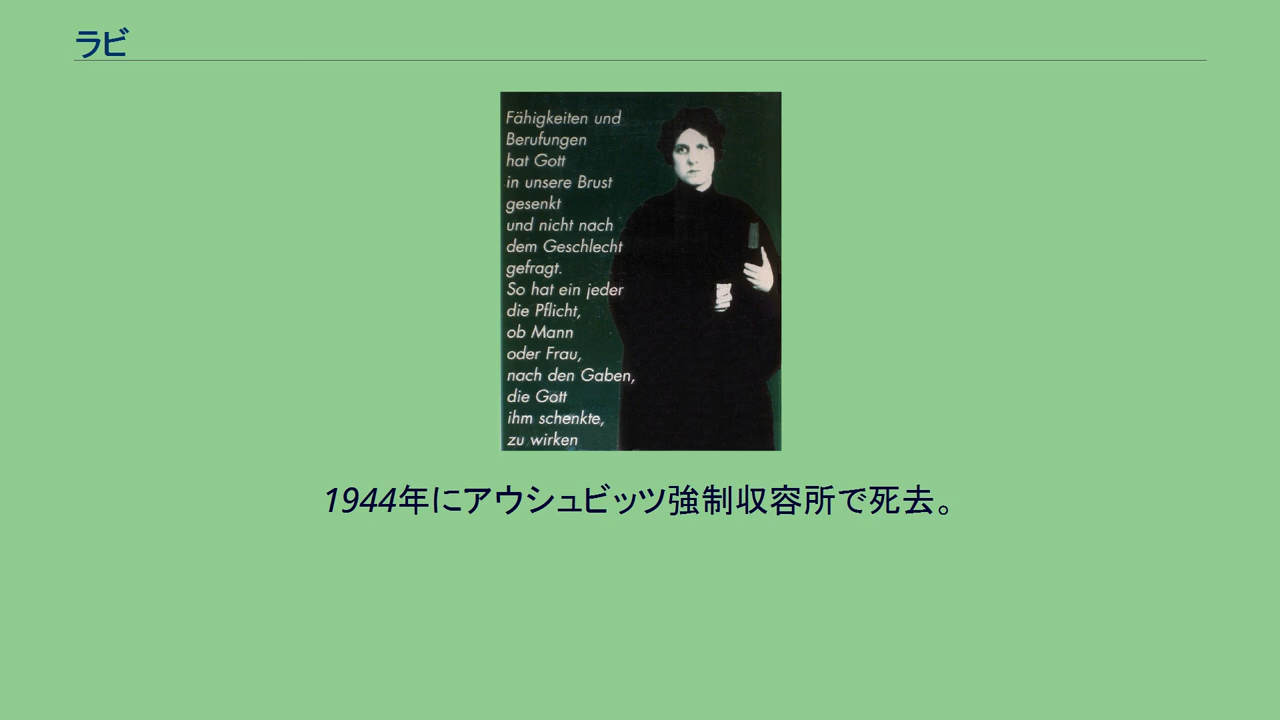 ラビ
Fähigkeiten und
Berufungen
hat Gott
in unsere Brust
gesenkt
und nicht nach
dem Geschlecht
gefragt.
So hat ein jeder
die Pflicht,
ob Mann
oder Frau,
nach den Gaben,
die Gott
ihm schenkte,
zu wirken
1944年にアウシュビッツ強制収容所で死去。